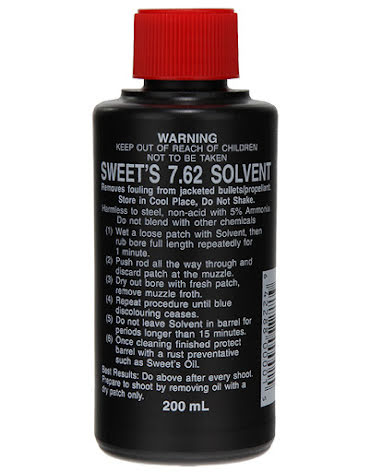 WARNING
KEEP OUT OF REACH OF CHILDREN
NOT TO BE TAKEN
SWEET'S 7.62 SOLVENT
Removes fouling from jacketed bullets/propellent.
Store in Cool Place, Do Not Shake.
Harmless to steel, non-acid with 5% Ammonia
Do not blend with other chemicals
(1) Wet a loose patch with Solvent, then
rub bore full length repeatedly for
1 minute.
(2) Push rod all the way through and
discard patch at the muzzle.
(3) Dry out bore with fresh patch,
remove muzzle froth.
(4) Repeat procedure until blue
discolouring ceases.
(5) Do not leave Solvent in barrel for
periods longer than 15 minutes.
(6) Once cleaning finished protect
barrel with a rust preventative
such as Sweet's Oil.
Best Results: Do above after every shoot.
Prepare to shoot by removing oil with a
dry patch only.
200 mL